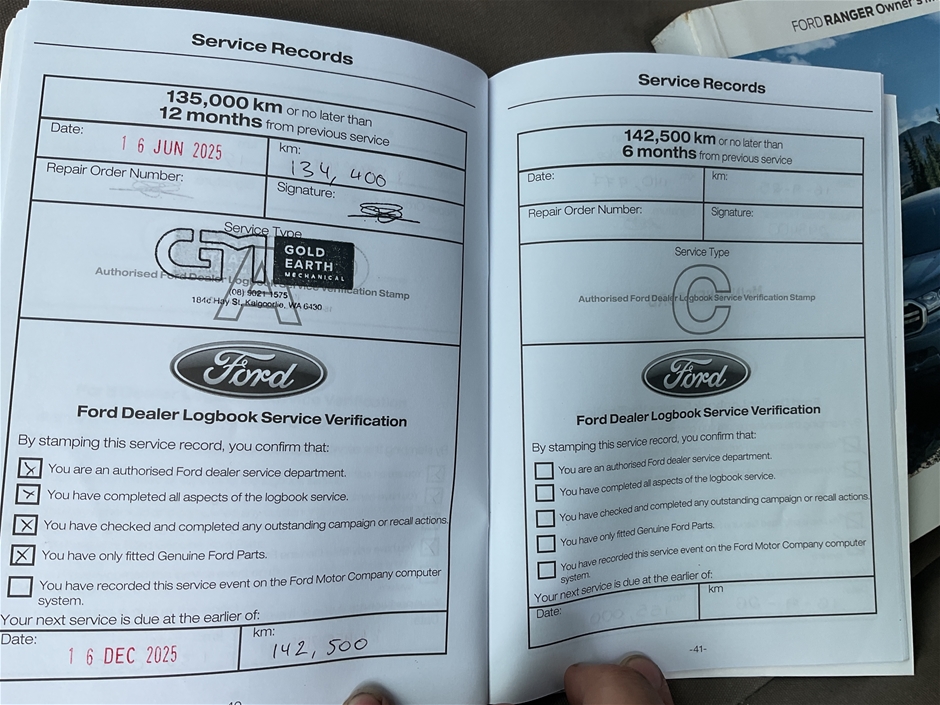 FORD RANGER Owner's M
Service Records
135,000 km or no later than
12 months from previous service
Date:
16 JUN 2025
km:
134,400
Repair Order Number:
Signature:
Service Type
GM
GOLD
EARTH
MECHANICAL
A
Authorised Ford Dealer Logbook Service Verification Stamp
(08) 9021 1575
184d Hay St, Kalgoorlie, WA 6430
Ford
Ford Dealer Logbook Service Verification
By stamping this service record, you confirm that:
You are an authorised Ford dealer service department.
You have completed all aspects of the logbook service.
You have checked and completed any outstanding campaign or recall actions.
You have only fitted Genuine Ford Parts.
You have recorded this service event on the Ford Motor Company computer
system.
Your next service is due at the earlier of:
Date:
16 DEC 2025
km:
142,500
Service Records
142,500 km or no later than
6 months from previous service
Date:
km:
Repair Order Number:
Signature:
Service Type
C
Authorised Ford Dealer Logbook Service Verification Stamp
Ford
Ford Dealer Logbook Service Verification
By stamping this service record, you confirm that:
You are an authorised Ford dealer service department.
You have completed all aspects of the logbook service.
You have checked and completed any outstanding campaign or recall actions.
You have only fitted Genuine Ford Parts.
You have recorded this service event on the Ford Motor Company computer
system.
Your next service is due at the earlier of:
Date:
km
-41-